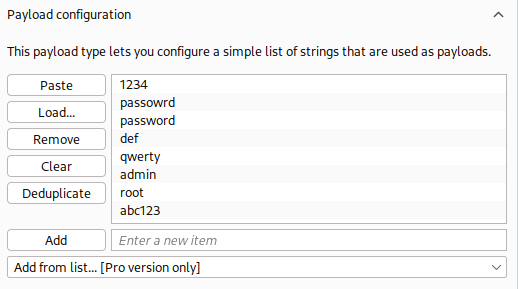 Payload configuration
This payload type lets you configure a simple list of strings that are used as payloads.
Paste
Load...
Remove
Clear
Deduplicate
1234
passowrd
password
def
qwerty
admin
root
abc123
Add
Enter a new item
Add from list... [Pro version only]